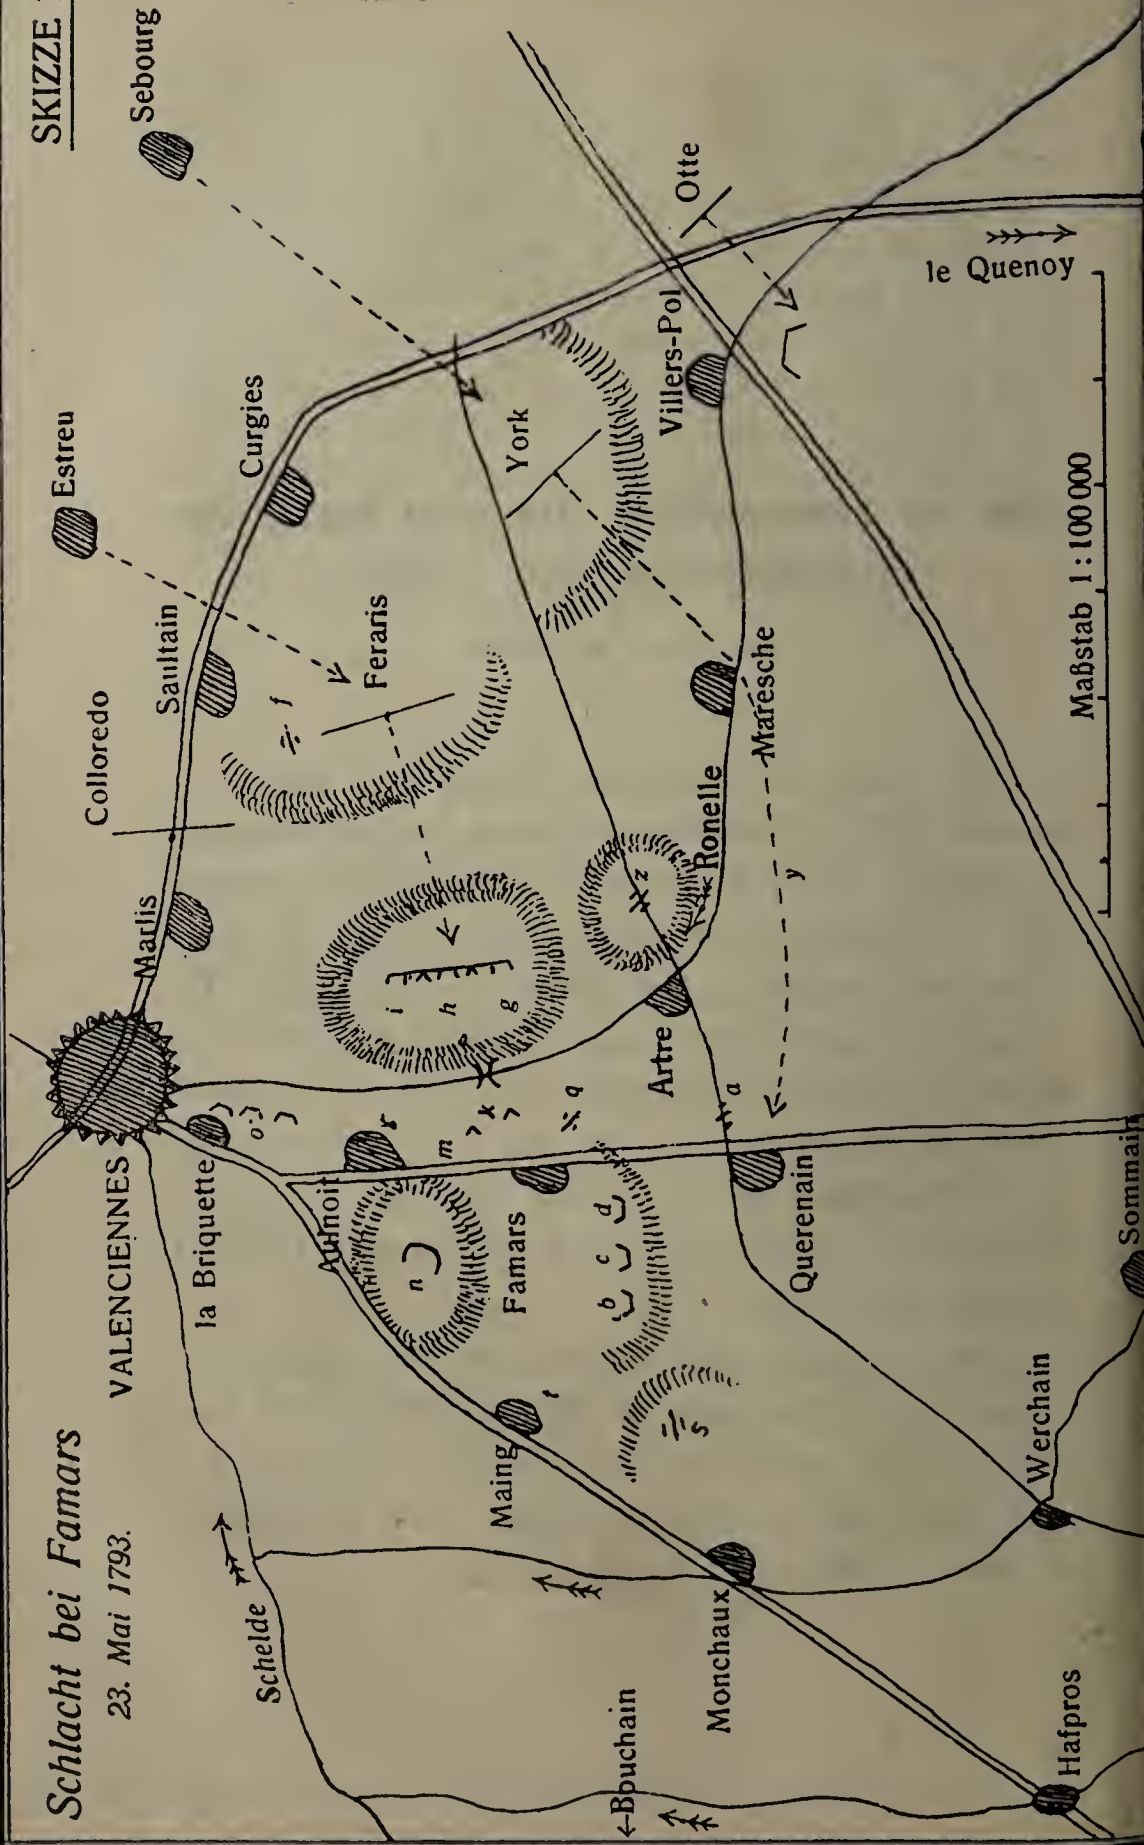 Schlacht bei Famars
23. Mai 1793.
SKIZZE
VALENCIENNES
Marlis
Colloredo
Saultain
Estreu
Curgies
Sebourg
la Briquette
Schelde
Aulnoit
Feraris
York
Otte
Villers-Pol
le Quenoy
Maresche
Ronelle
Artre
Famars
Maing
Querenain
Monchaux
←Bouchain
Werchain
Hafpros
Sommain
Maßstab 1:100 000
f
i
h
g
z
y
a
o
m
k
q
n
b
c
d
t
s